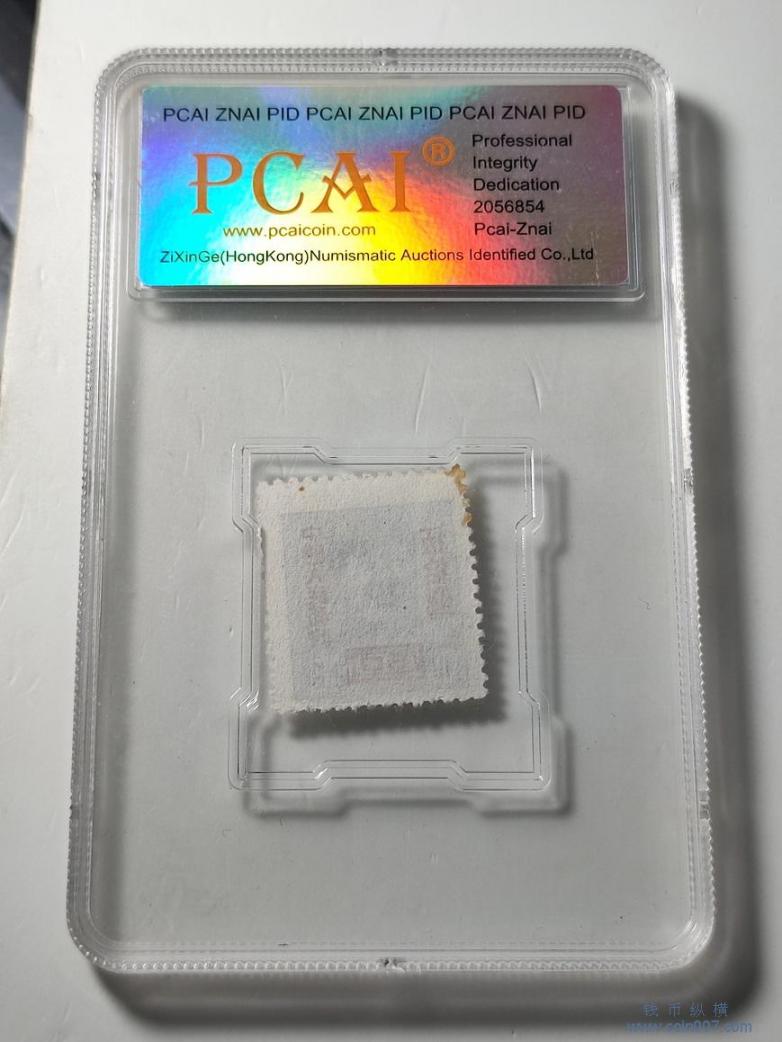 PCAI ZNAI PID PCAI ZNAI PID PCAI ZNAI PID
PCAI®
Professional
Integrity
Dedication
2056854
Pcai-Znai
www.pcaicoin.com
ZiXinGe(HongKong)Numismatic Auctions Identified Co.,Ltd
钱币纵横
www.coin007.com